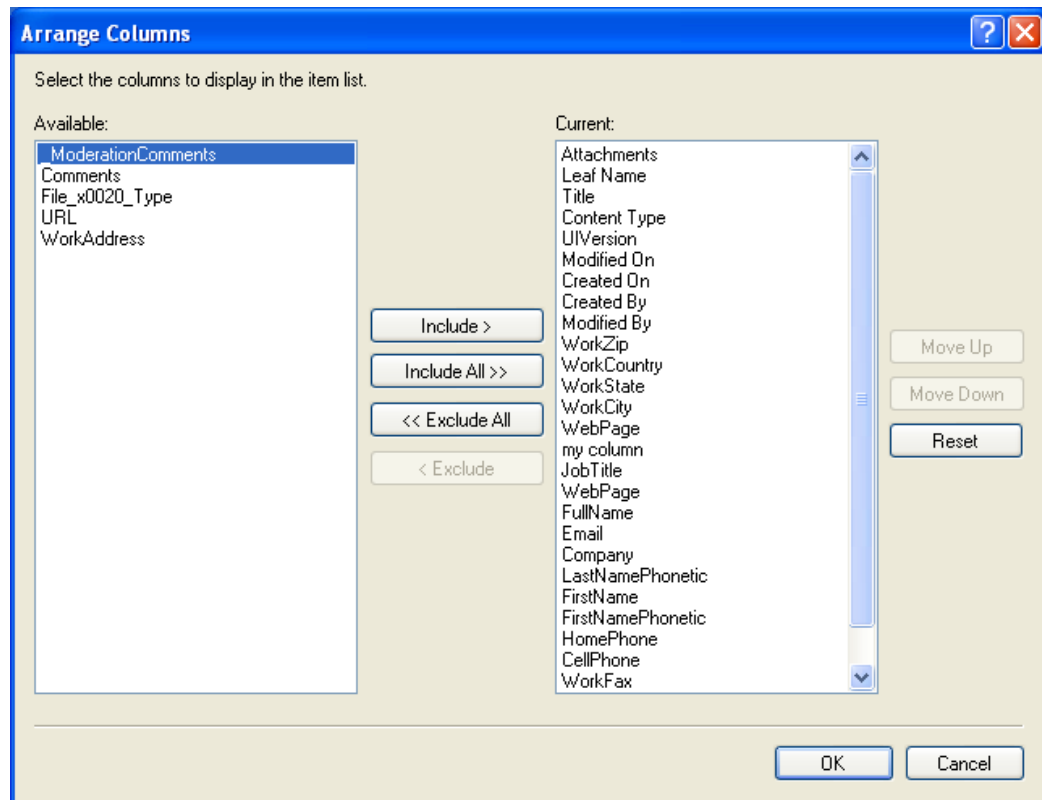 Arrange Columns
Select the columns to display in the item list.
Available:
_ModerationComments
Comments
File_x0020_Type
URL
WorkAddress
Include >
Include All >>
<< Exclude All
< Exclude
Current:
Attachments
Leaf Name
Title
Content Type
UIVersion
Modified On
Created On
Created By
Modified By
WorkZip
WorkCountry
WorkState
WorkCity
WebPage
my column
JobTitle
WebPage
FullName
Email
Company
LastNamePhonetic
FirstName
FirstNamePhonetic
HomePhone
CellPhone
WorkFax
Move Up
Move Down
Reset
OK
Cancel